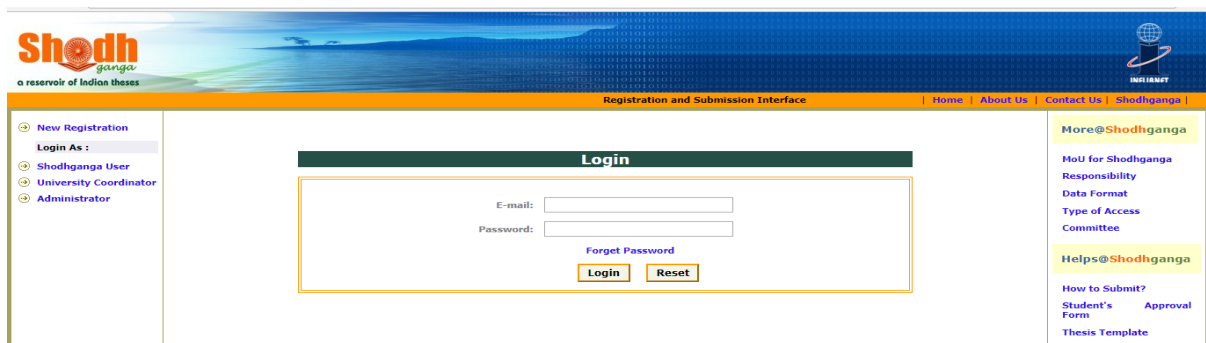 Shodh
ganga
a reservoir of Indian theses
INFLIBNET
Registration and Submission Interface
| Home | About Us | Contact Us | Shodhganga |
New Registration
Login As :
Shodhganga User
University Coordinator
Administrator
Login
E-mail:
Password:
Forget Password
Login Reset
More@Shodhganga
MoU for Shodhganga
Responsibility
Data Format
Type of Access
Committee
Helps@Shodhganga
How to Submit?
Student's Approval
Form
Thesis Template